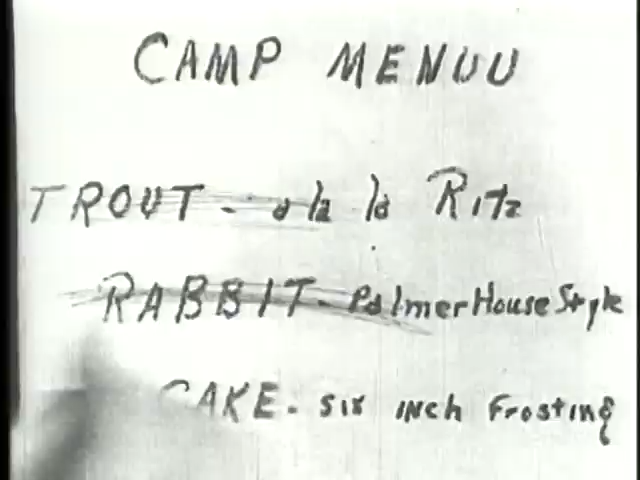 CAMP MENUU
TROUT - a la la Ritz
RABBIT - Palmer House Style
CAKE - six inch Frosting